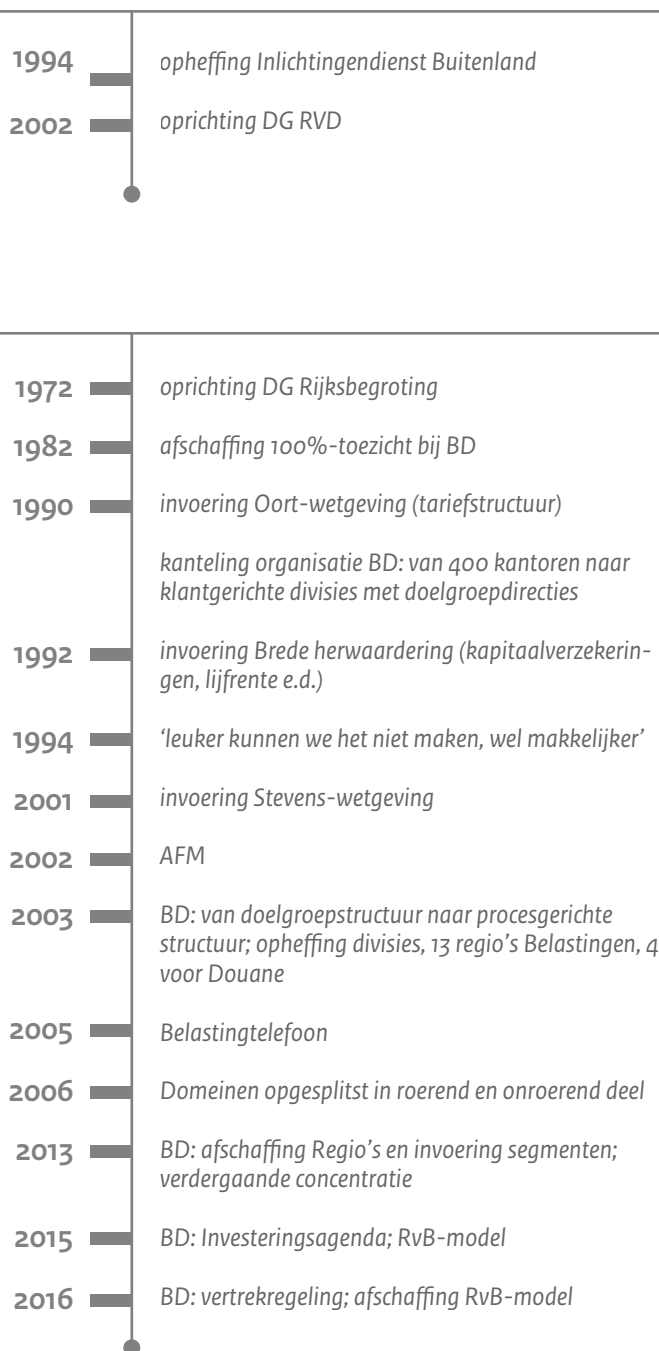 1994 opheffing Inlichtingendienst Buitenland
2002 oprichting DG RVD
1972 oprichting DG Rijksbegroting
1982 afschaffing 100%-toezicht bij BD
1990 invoering Oort-wetgeving (tariefstructuur)
kanteling organisatie BD: van 400 kantoren naar
klantgerichte divisies met doelgroepdirecties
1992 invoering Brede herwaardering (kapitaalverzekerin-
gen, lijfrente e.d.)
1994 ‘leuker kunnen we het niet maken, wel makkelijker’
2001 invoering Stevens-wetgeving
2002 AFM
2003 BD: van doelgroepstructuur naar procesgerichte
structuur; opheffing divisies, 13 regio’s Belastingen, 4
voor Douane
2005 Belastingtelefoon
2006 Domeinen opgesplitst in roerend en onroerend deel
2013 BD: afschaffing Regio’s en invoering segmenten;
verdergaande concentratie
2015 BD: Investeringsagenda; RvB-model
2016 BD: vertrekregeling; afschaffing RvB-model